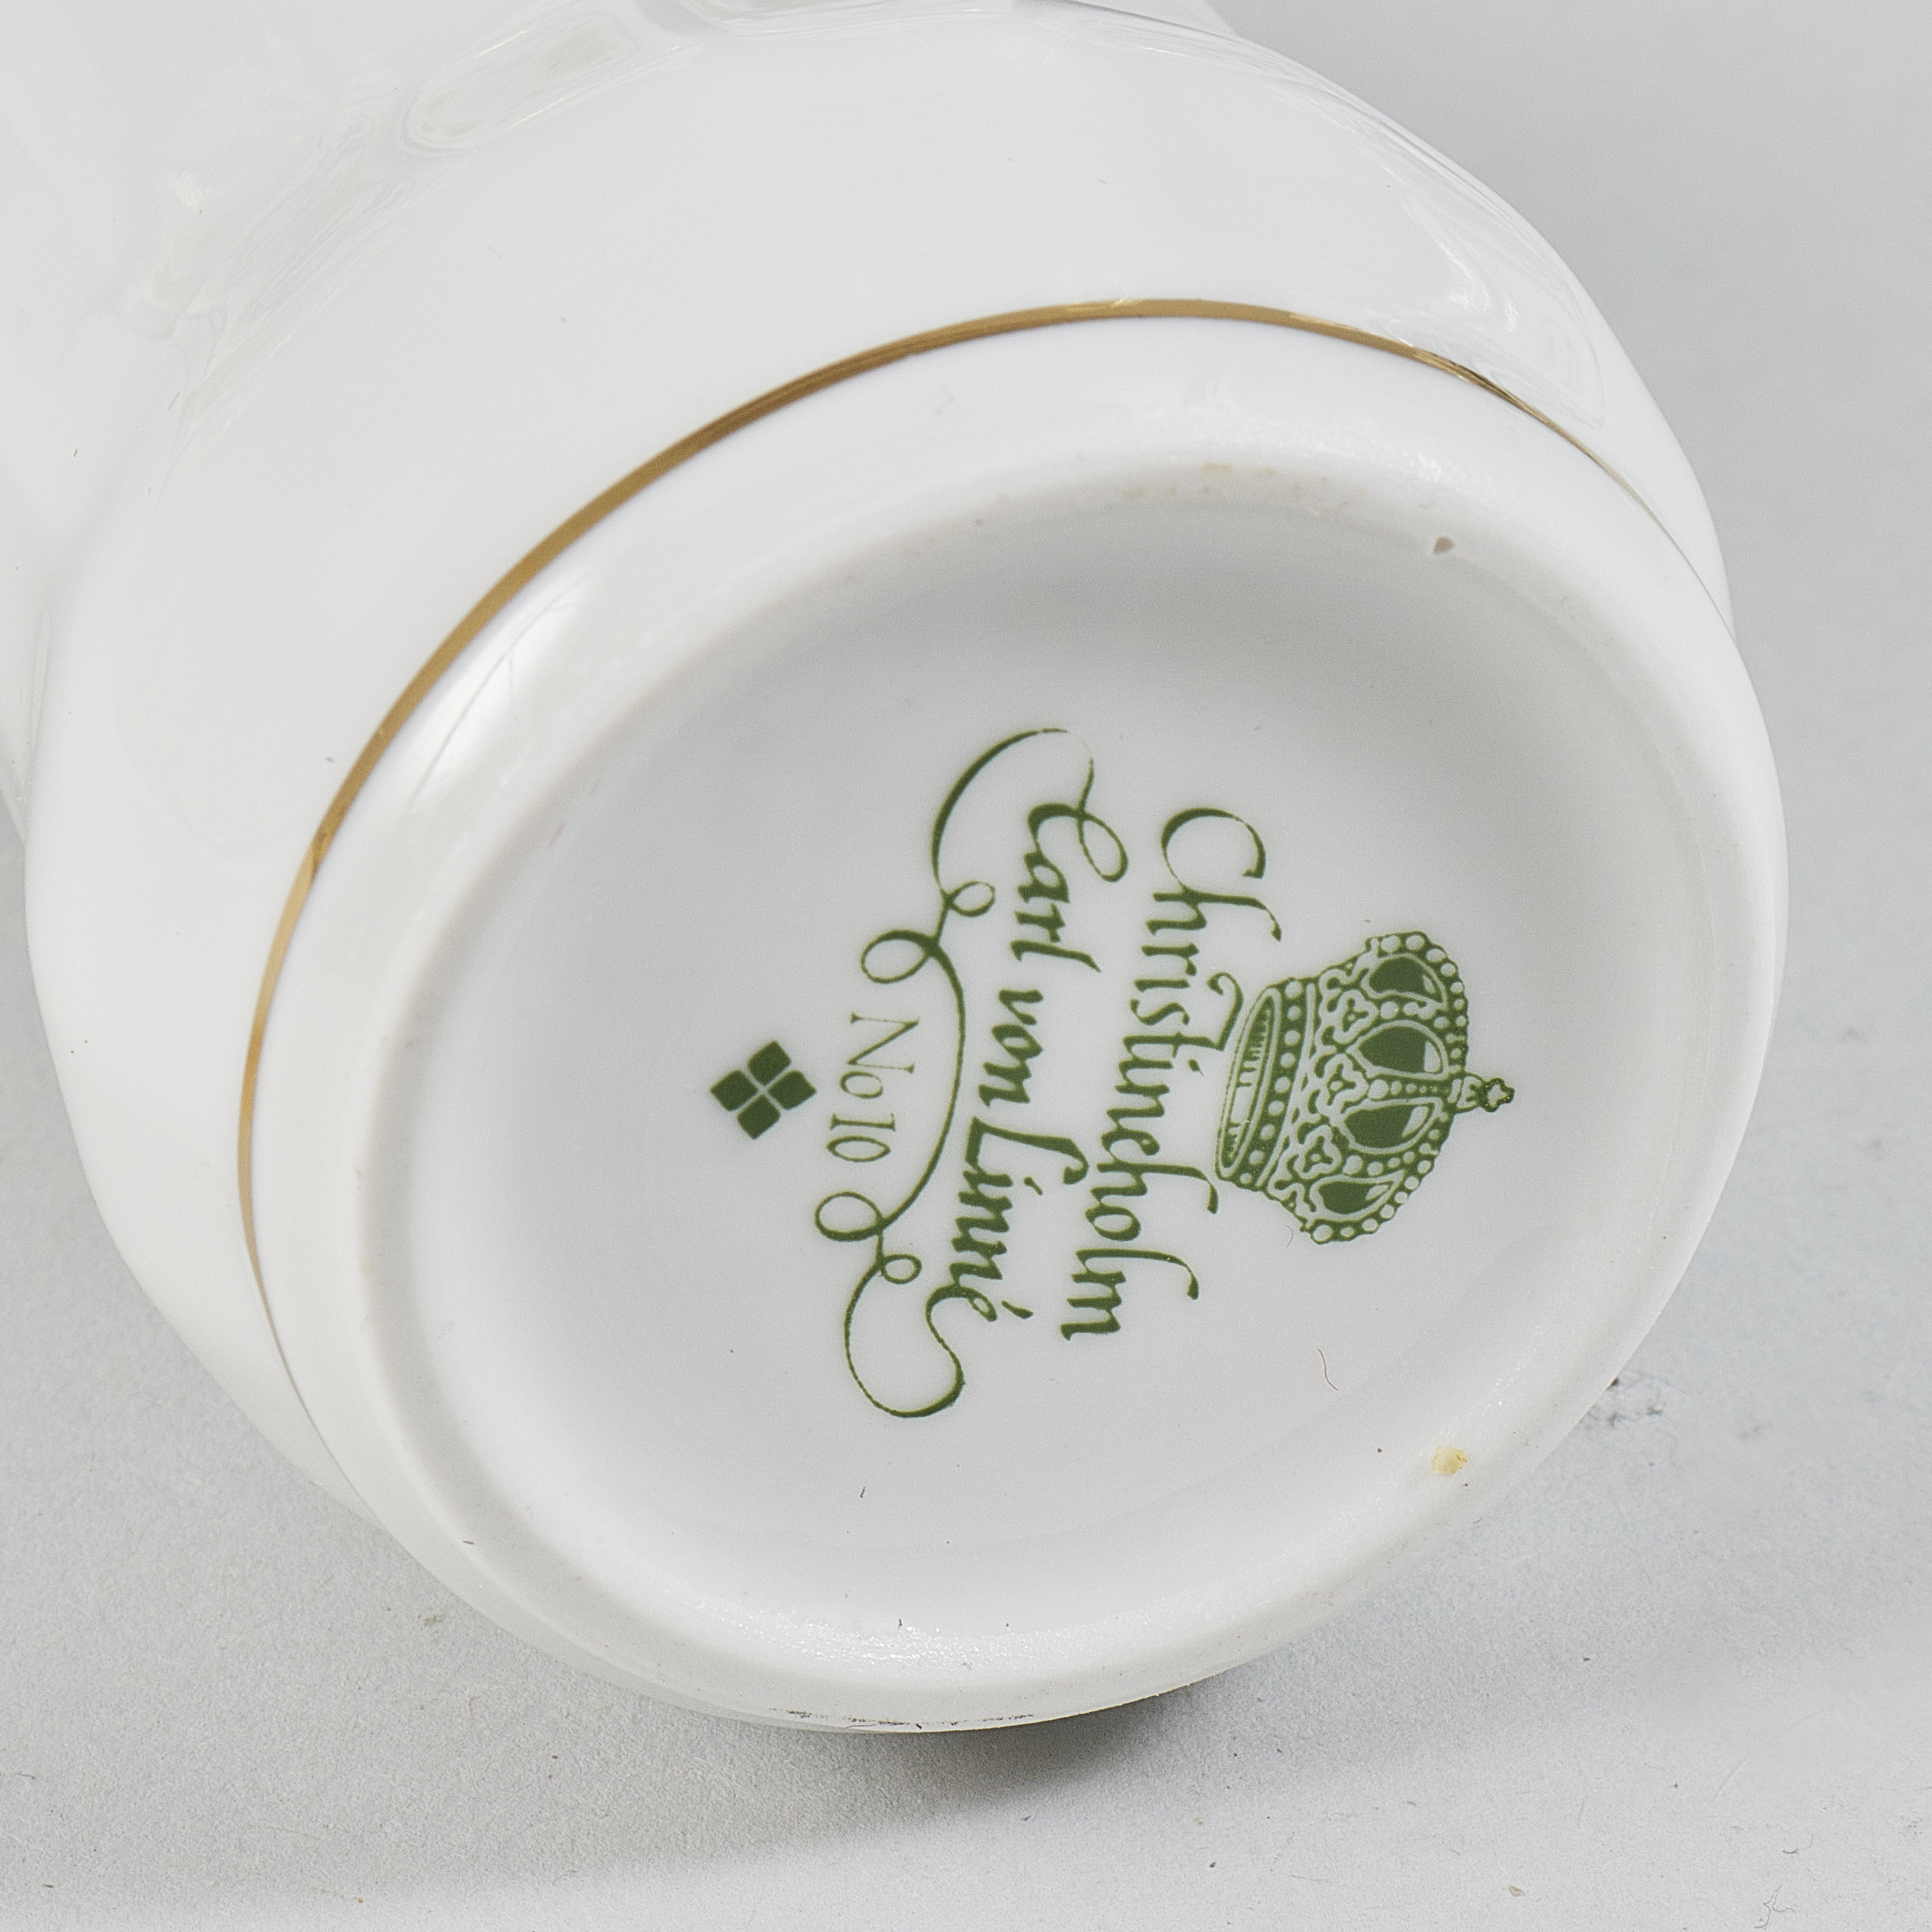 Christineholm
Carl von Linné
No 10